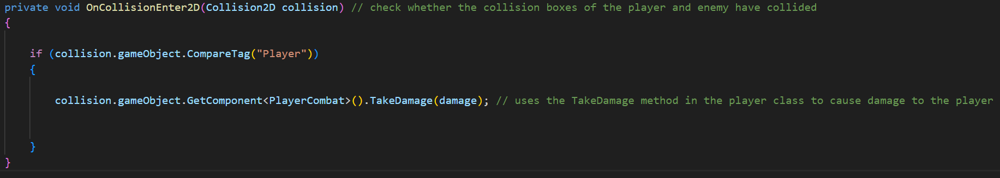 private void OnCollisionEnter2D(Collision2D collision) // check whether the collision boxes of the player and enemy have collided
{
if (collision.gameObject.CompareTag("Player"))
{
collision.gameObject.GetComponent<PlayerCombat>().TakeDamage(damage); // uses the TakeDamage method in the player class to cause damage to the player
}
}